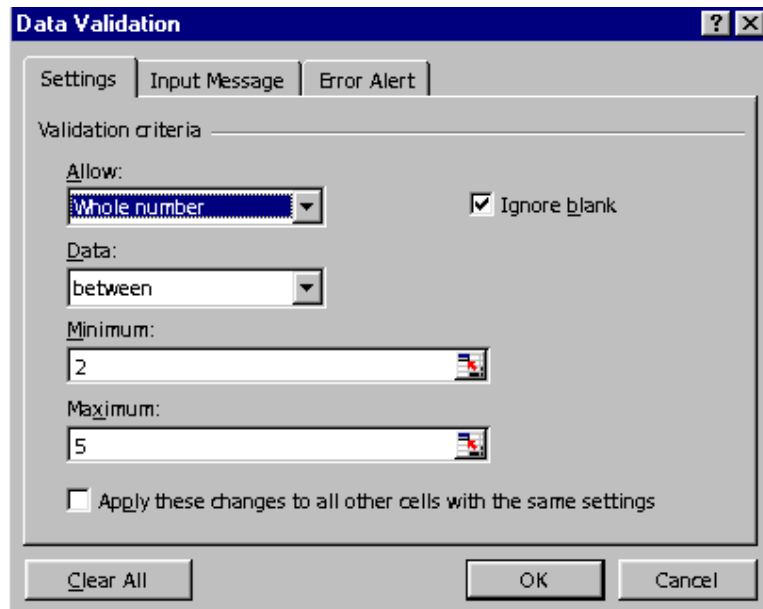 Data Validation
Settings Input Message Error Alert
Validation criteria
Allow:
Whole number
Ignore blank
Data:
between
Minimum:
2
Maximum:
5
Apply these changes to all other cells with the same settings
Clear All OK Cancel